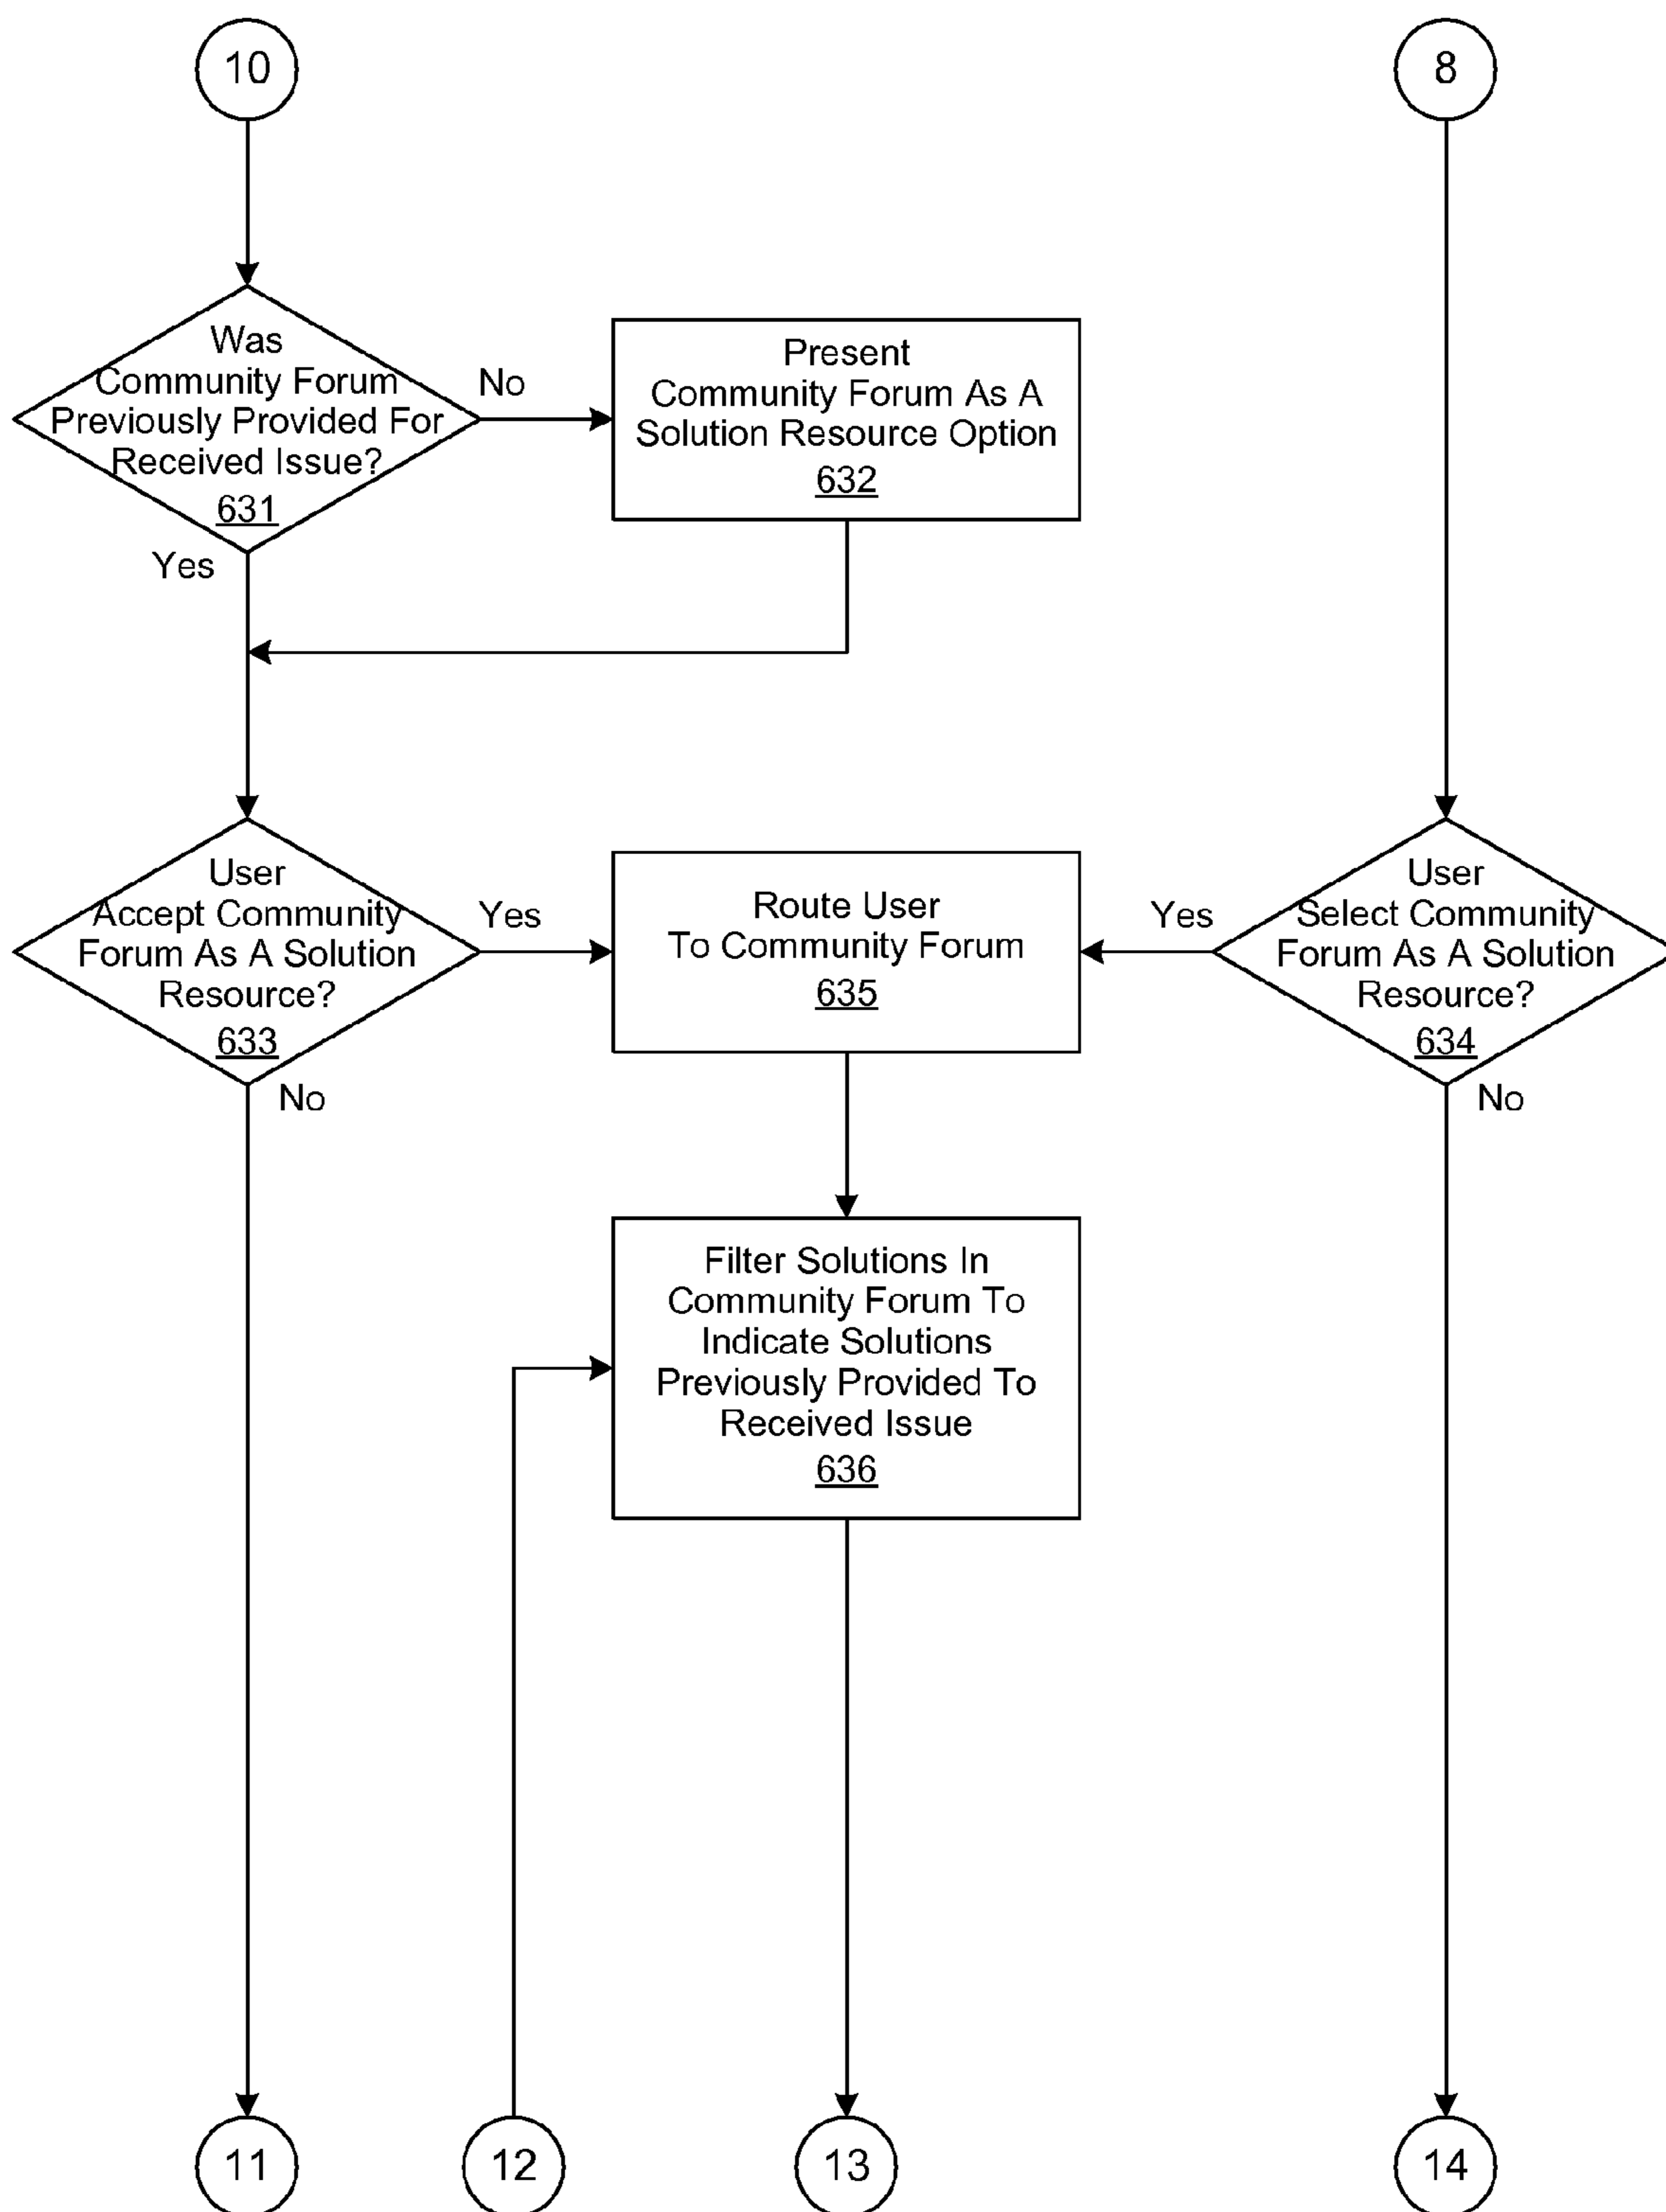 10
8
Was
Community Forum
Previously Provided For
Received Issue?
631
No
Yes
Present
Community Forum As A
Solution Resource Option
632
User
Accept Community
Forum As A Solution
Resource?
633
Yes
No
Route User
To Community Forum
635
Yes
User
Select Community
Forum As A Solution
Resource?
634
No
Filter Solutions In
Community Forum To
Indicate Solutions
Previously Provided To
Received Issue
636
11
12
13
14